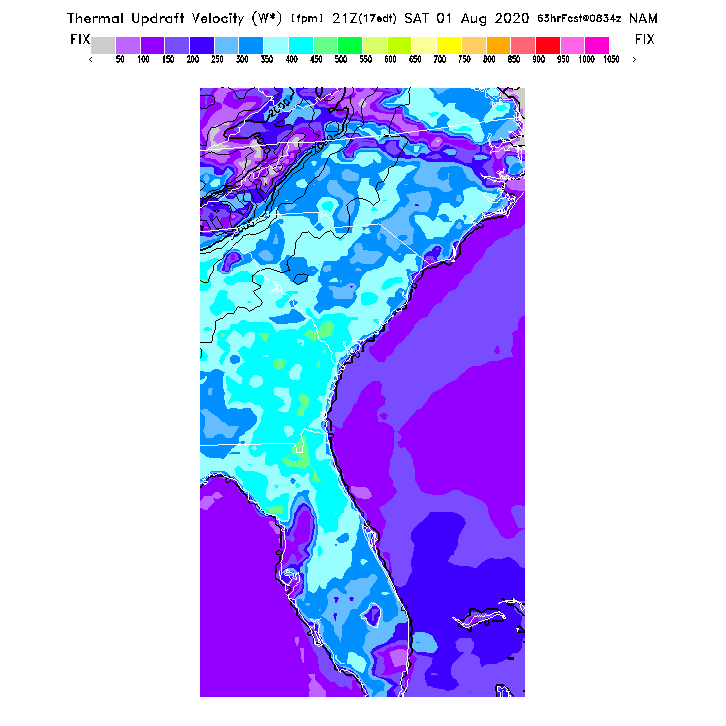 Thermal Updraft Velocity (W*) [fpm] 21Z(17edt) SAT 01 Aug 2020 63hrFcst@0834z NAM
FIX FIX
< 50 100 150 200 250 300 350 400 450 500 550 600 650 700 750 800 850 900 950 1000 1050 >
2000